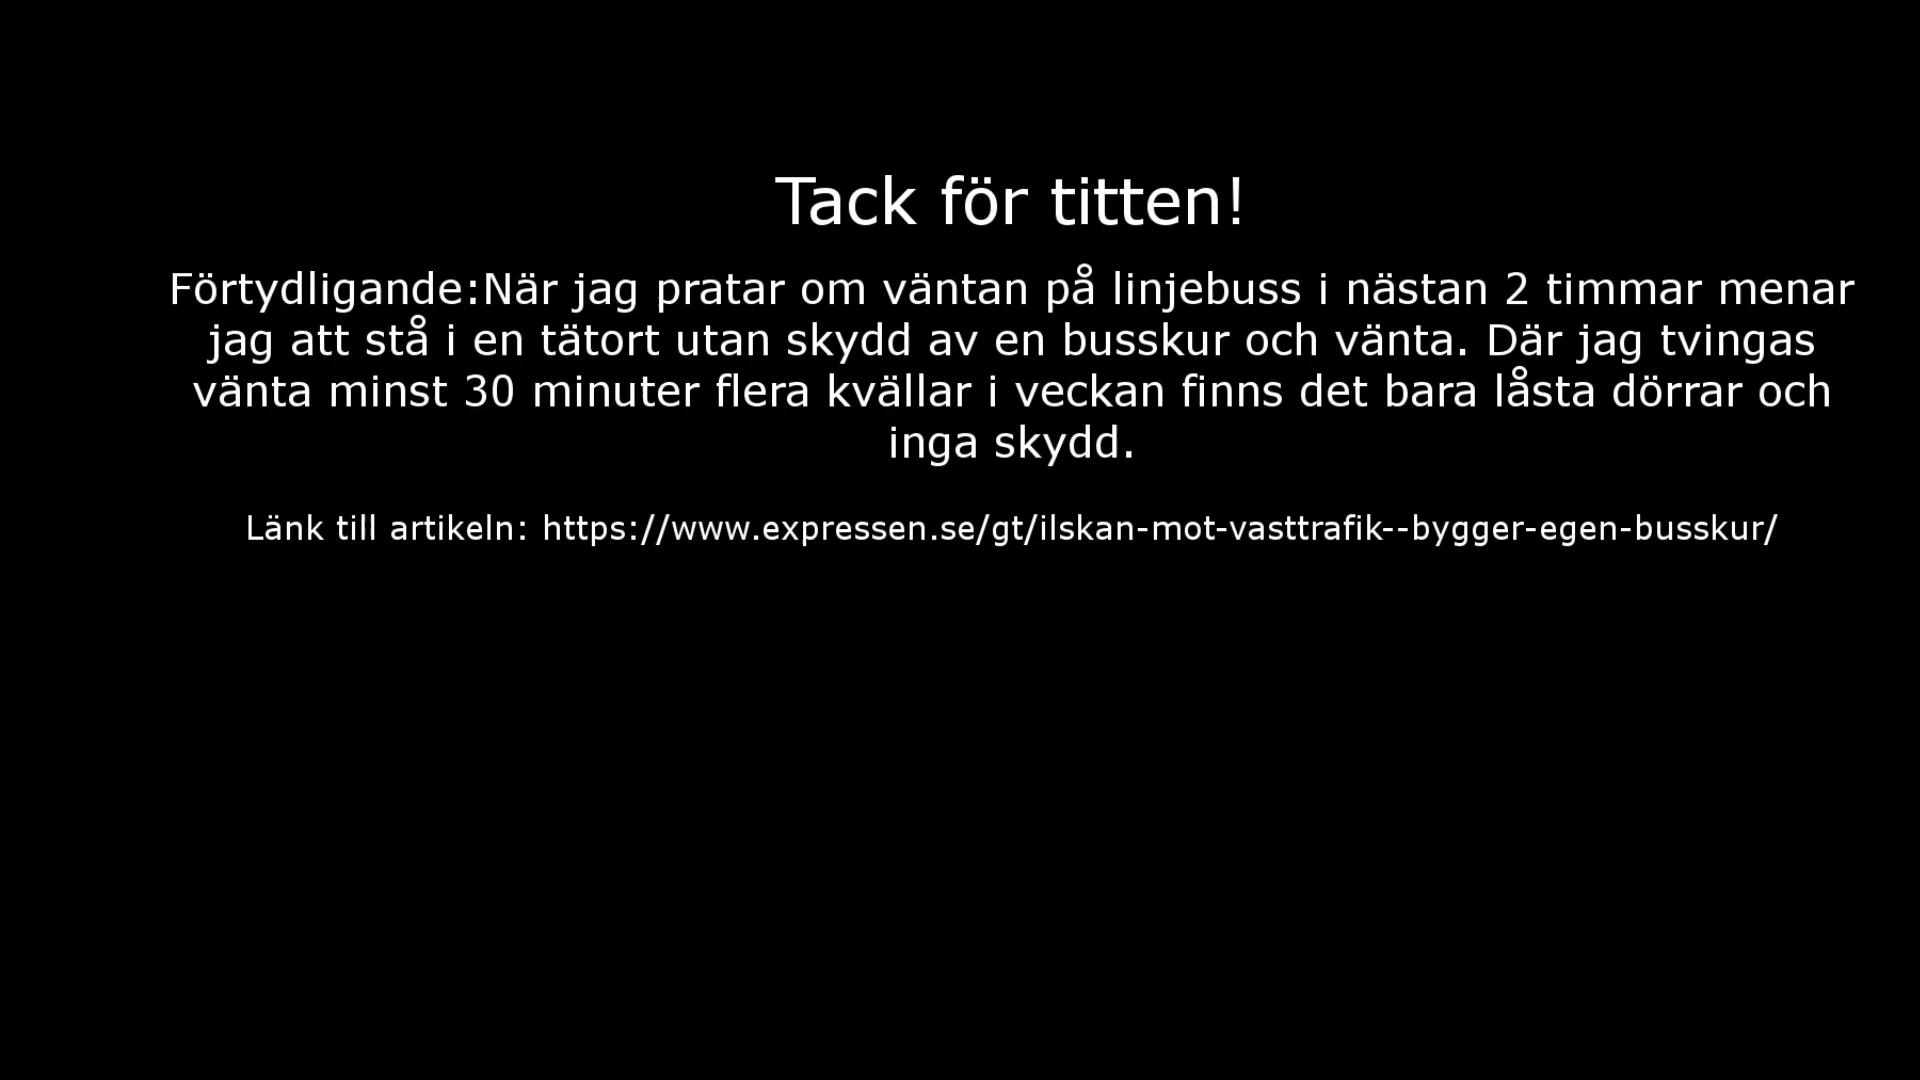 Tack för titten!
Förtydligande:När jag pratar om väntan på linjebuss i nästan 2 timmar menar
jag att stå i en tätort utan skydd av en busskur och vänta. Där jag tvingas
vänta minst 30 minuter flera kvällar i veckan finns det bara låsta dörrar och
inga skydd.
Länk till artikeln: https://www.expressen.se/gt/ilskan-mot-vasttrafik--bygger-egen-busskur/